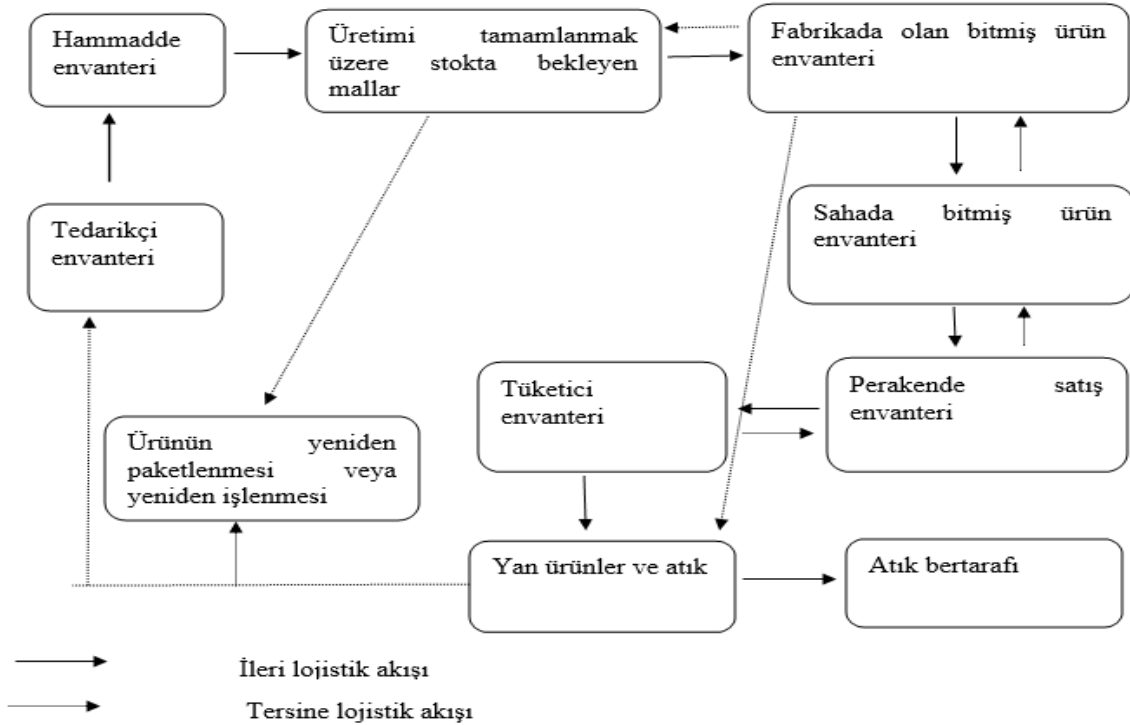 Hammadde
envanteri
Üretimi tamamlanmak
üzere stokta bekleyen
mallar
Fabrikada olan bitmiş ürün
envanteri
Tedarikçi
envanteri
Sahada bitmiş ürün
envanteri
Tüketici
envanteri
Perakende satış
envanteri
Ürünün yeniden
paketlenmesi veya
yeniden işlenmesi
Yan ürünler ve atık
Atık bertarafı
İleri lojistik akışı
Tersine lojistik akışı